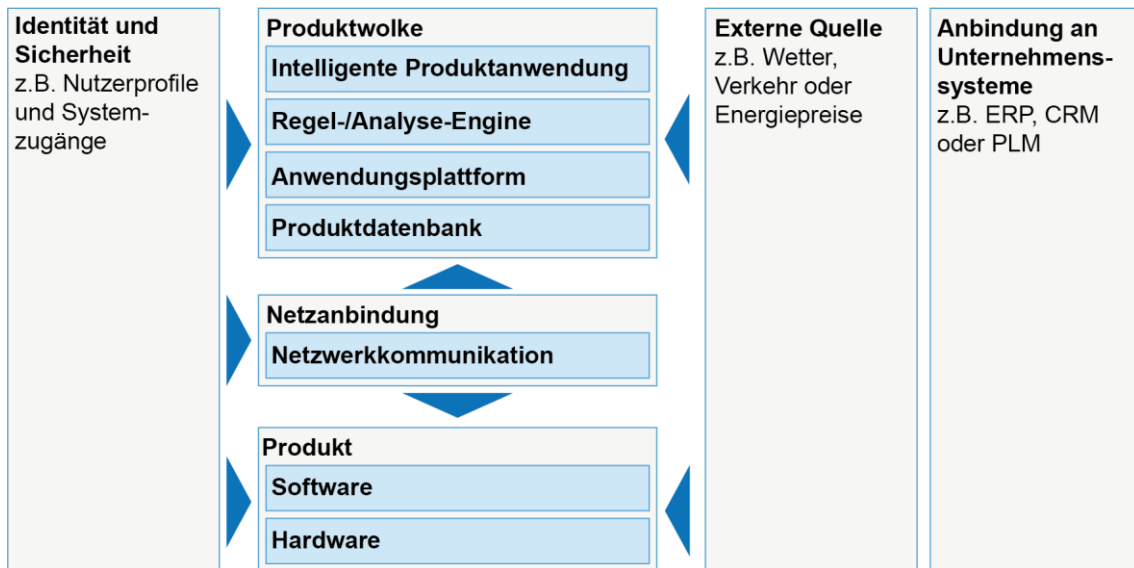 Identität und
Sicherheit
z.B. Nutzerprofile
und System-
zugänge
Produktwolke
Intelligente Produktanwendung
Regel-/Analyse-Engine
Anwendungsplattform
Produktdatenbank
Netzanbindung
Netzwerkkommunikation
Produkt
Software
Hardware
Externe Quelle
z.B. Wetter,
Verkehr oder
Energiepreise
Anbindung an
Unternehmens-
systeme
z.B. ERP, CRM
oder PLM